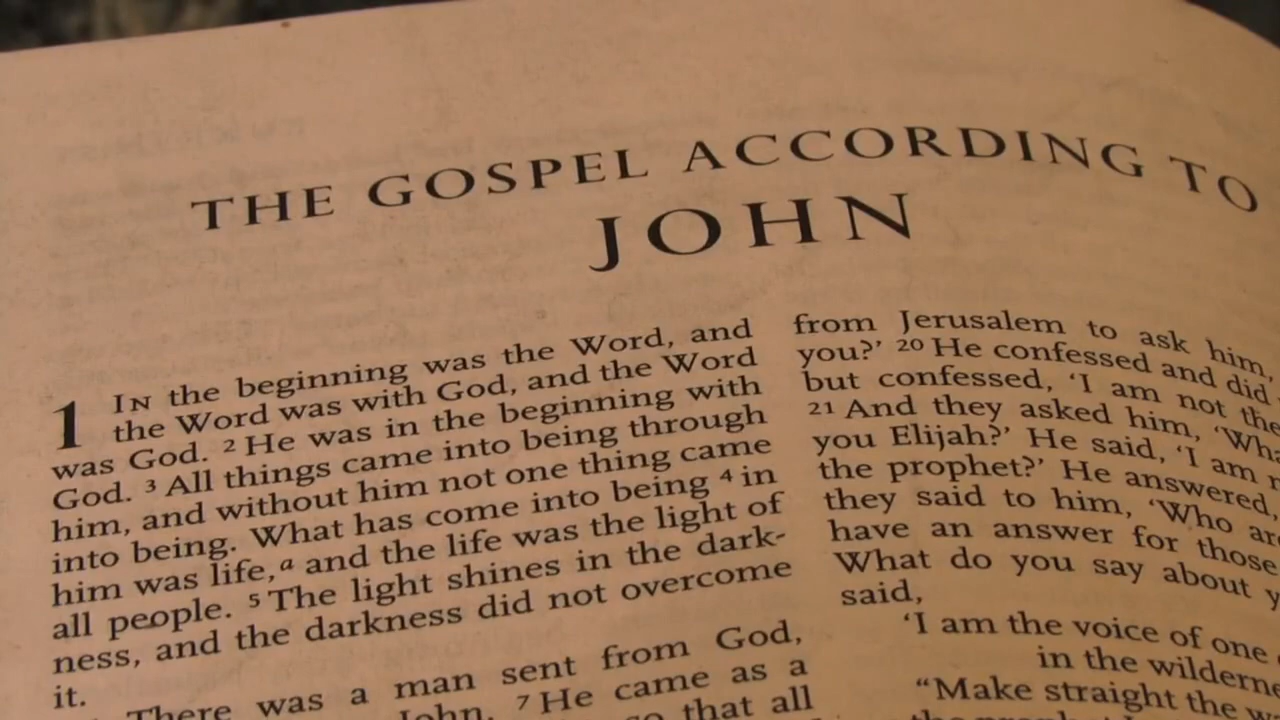 THE GOSPEL ACCORDING TO
JOHN
1 IN the beginning was the Word, and
the Word was with God, and the Word
was God. 2 He was in the beginning with
God. 3 All things came into being through
him, and without him not one thing came
into being. What has come into being 4 in
him was life,a and the life was the light of
all people. 5 The light shines in the dark-
ness, and the darkness did not overcome
it.
There was a man sent from God,
John. 7 He came as a
so that all
from Jerusalem to ask him,
you?’ 20 He confessed and did
but confessed, ‘I am not the
21 And they asked him,
you Elijah?’ He said, ‘I am
the prophet?’ He answered,
they said to him, ‘Who
have an answer for those
What do you say about
said,
‘I am the voice of one
in the
“Make straight the